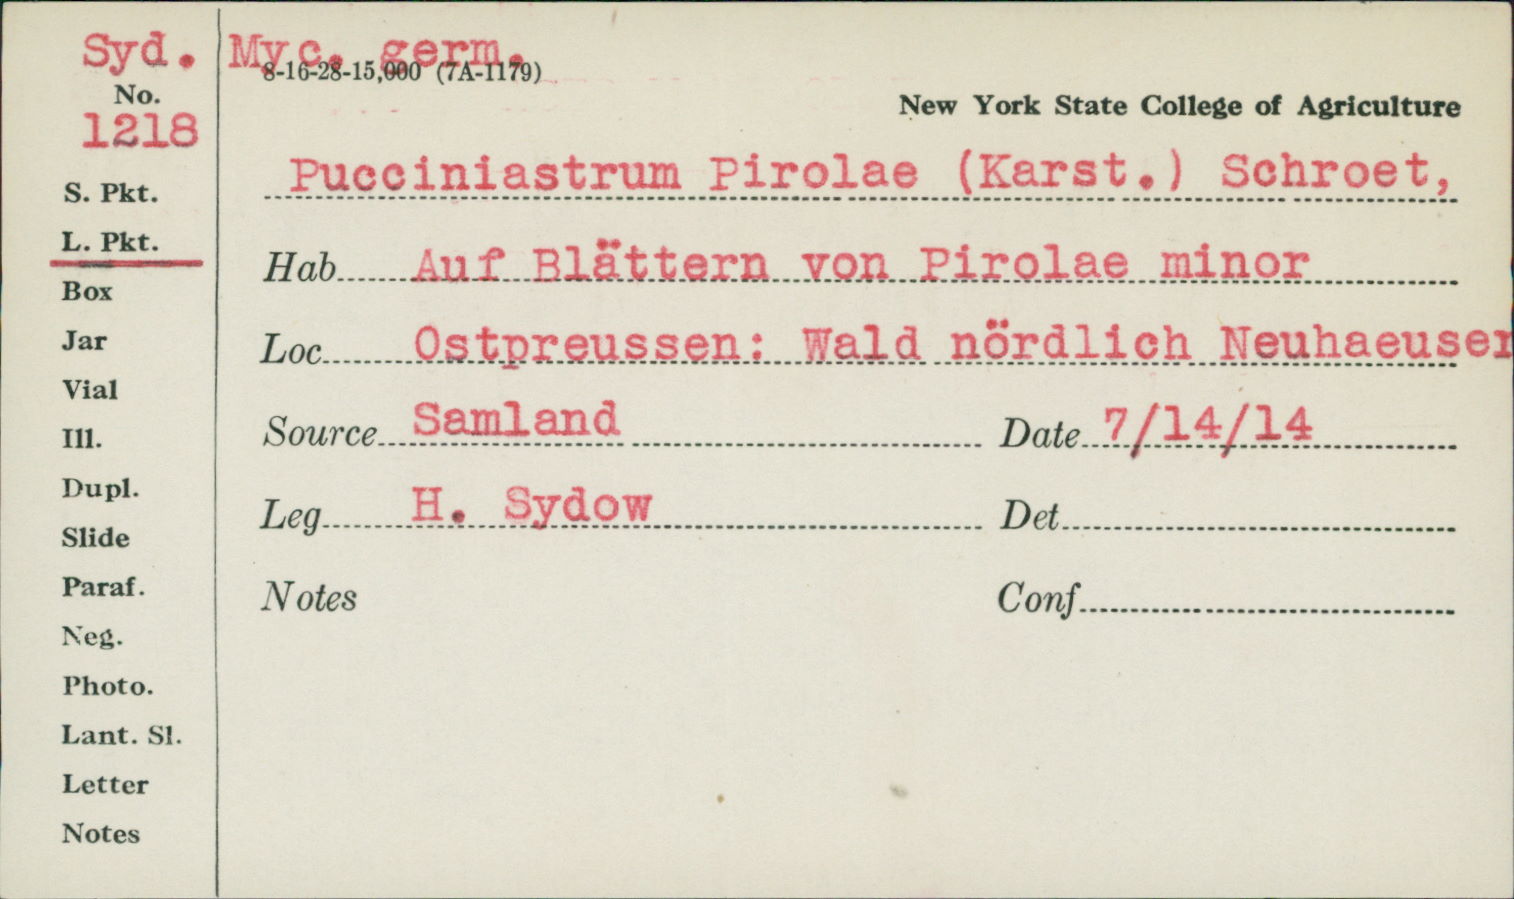 Syd. Myc. germ.
8-16-28-15,000 (7A-1179)
No.
1218
New York State College of Agriculture
Pucciniastrum Pirolae (Karst.) Schroet,
S. Pkt.
L. Pkt.
Box
Jar
Vial
Ill.
Dupl.
Slide
Paraf.
Neg.
Photo.
Lant. Sl.
Letter
Notes
Hab Auf Blättern von Pirolae minor
Loc Ostpreussen: Wald nördlich Neuhaeuser
Source Samland Date 7/14/14
Leg H. Sydow Det
Notes Conf